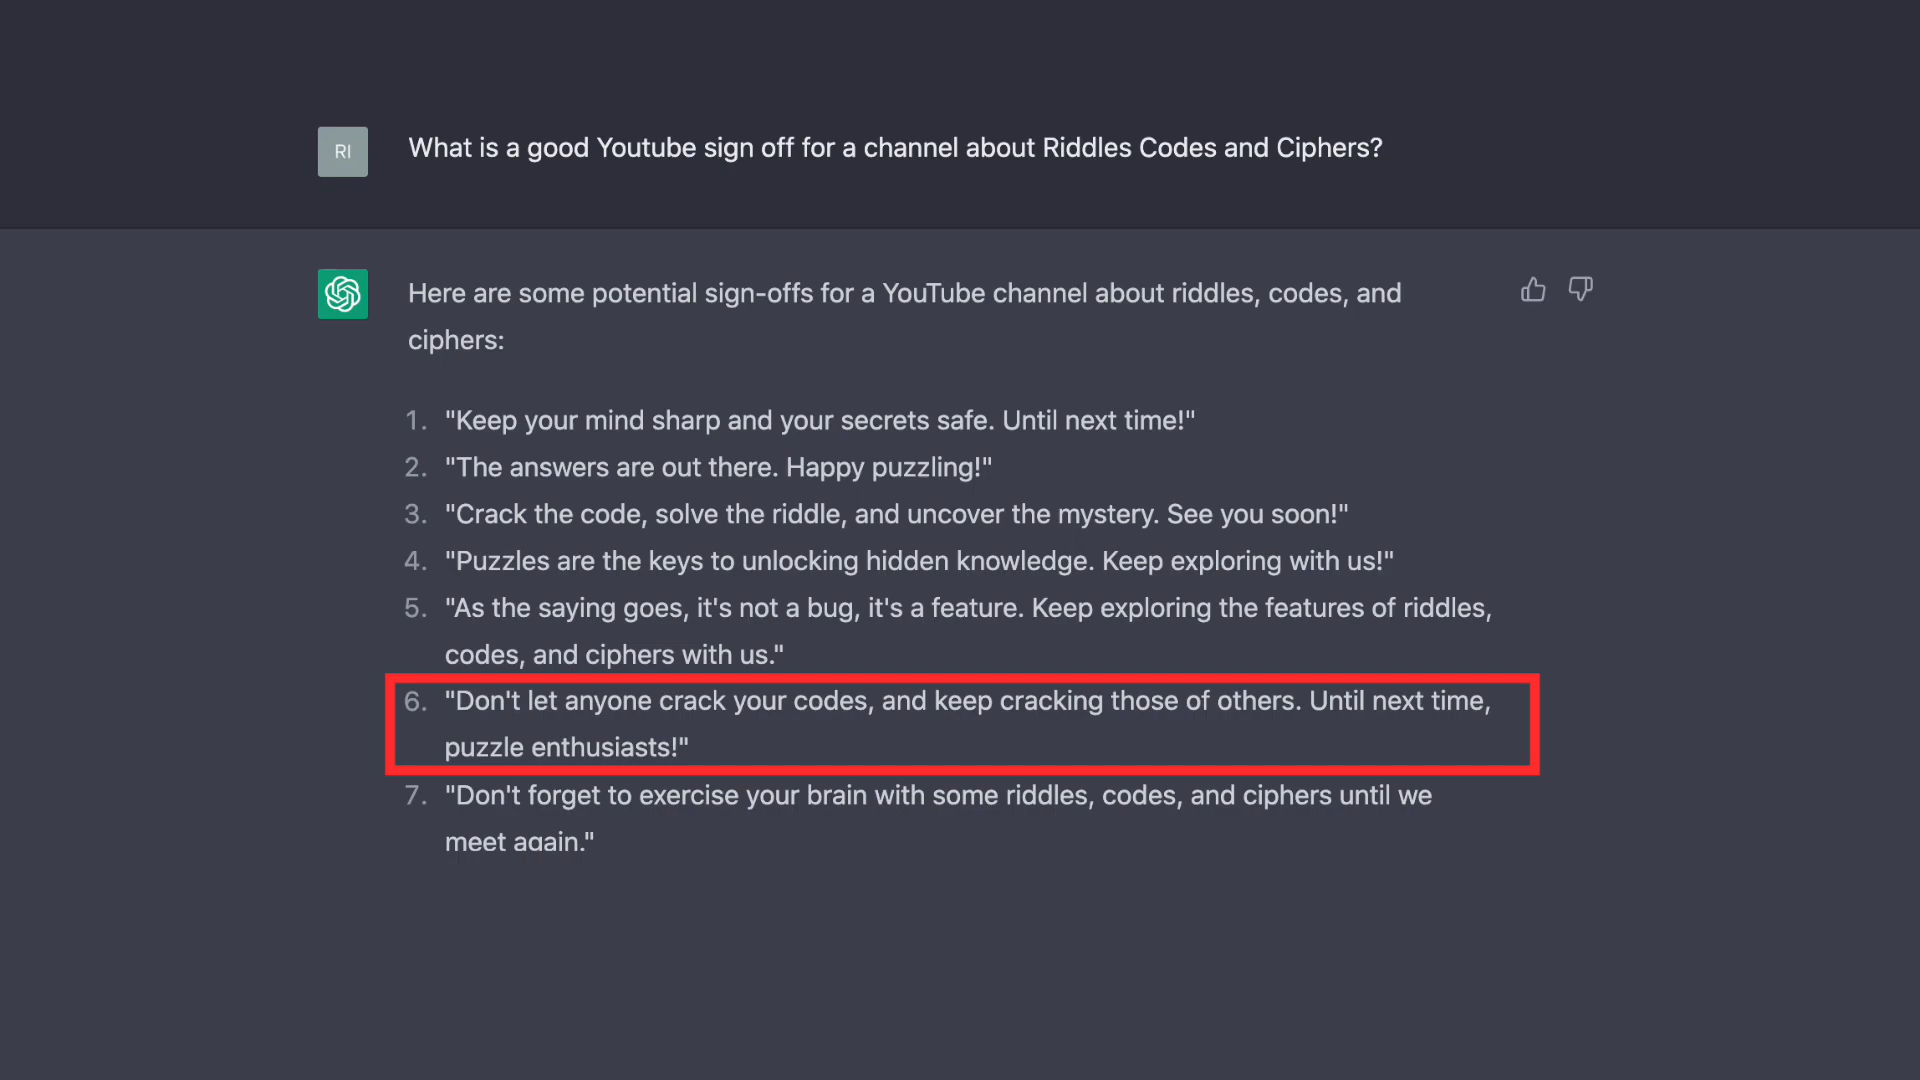 RI
What is a good Youtube sign off for a channel about Riddles Codes and Ciphers?
Here are some potential sign-offs for a YouTube channel about riddles, codes, and
ciphers:
1. "Keep your mind sharp and your secrets safe. Until next time!"
2. "The answers are out there. Happy puzzling!"
3. "Crack the code, solve the riddle, and uncover the mystery. See you soon!"
4. "Puzzles are the keys to unlocking hidden knowledge. Keep exploring with us!"
5. "As the saying goes, it's not a bug, it's a feature. Keep exploring the features of riddles,
codes, and ciphers with us."
6. "Don't let anyone crack your codes, and keep cracking those of others. Until next time,
puzzle enthusiasts!"
7. "Don't forget to exercise your brain with some riddles, codes, and ciphers until we
meet again."